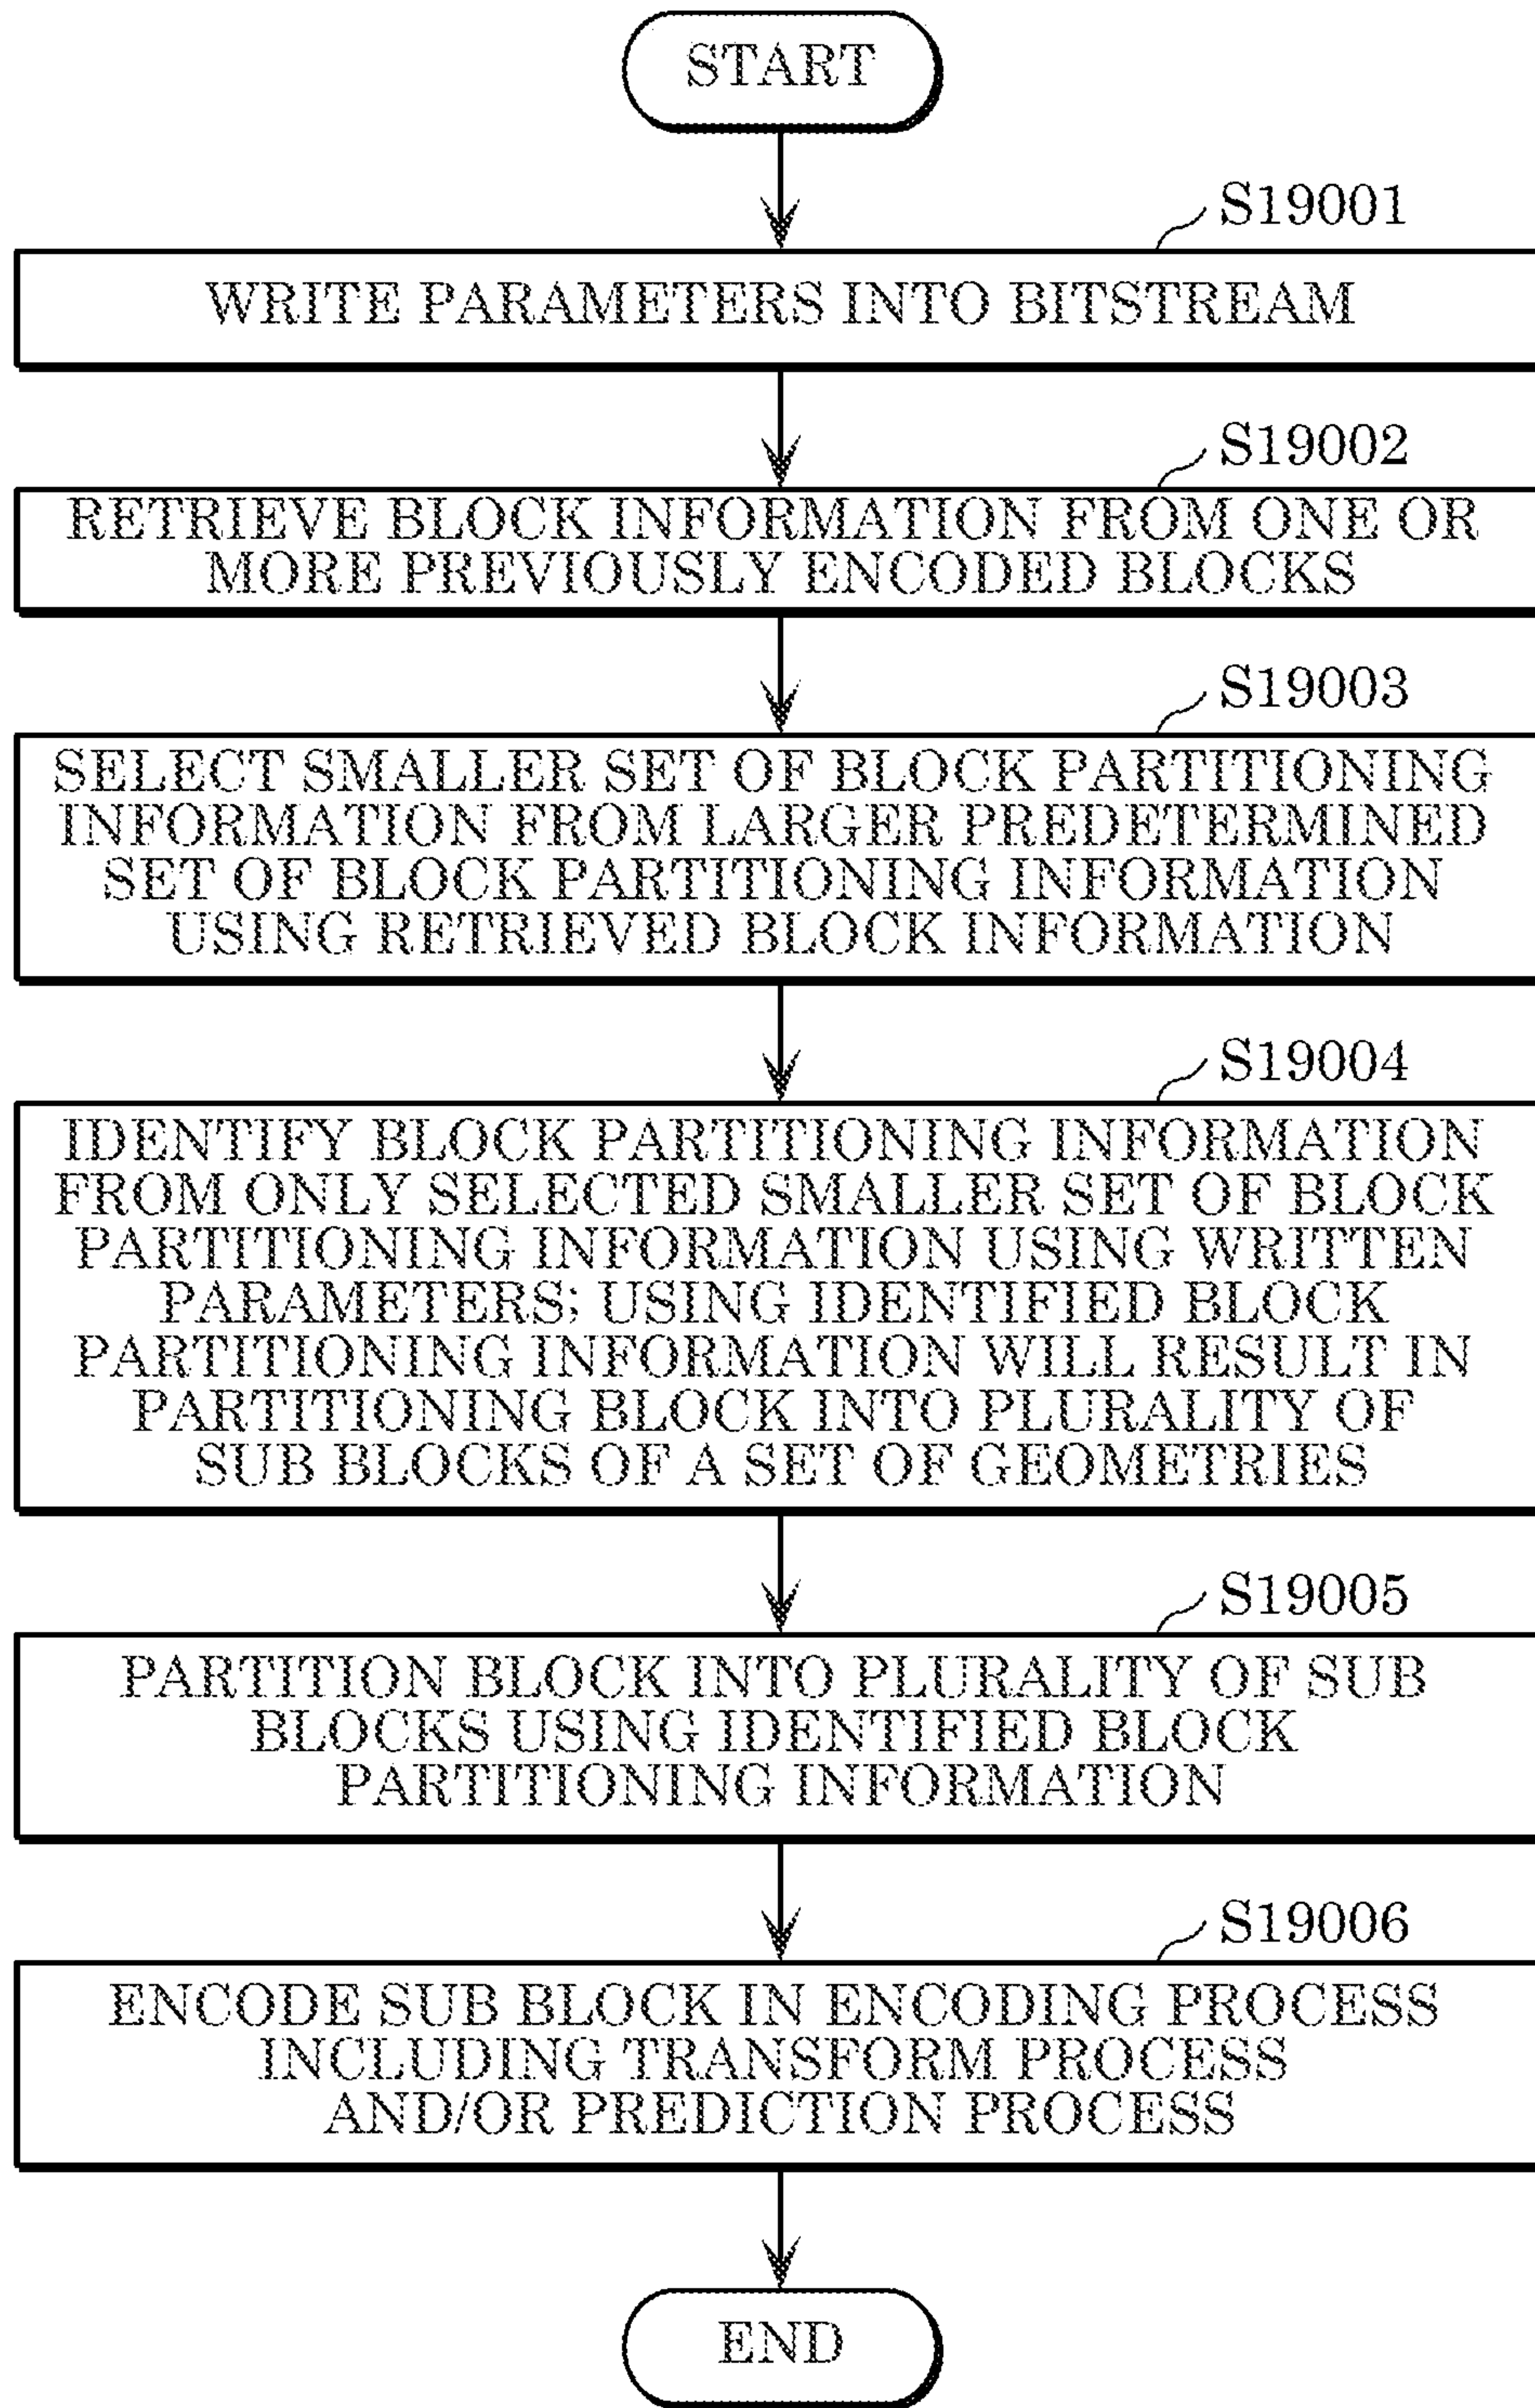 START
S19001
WRITE PARAMETERS INTO BITSTREAM
S19002
RETRIEVE BLOCK INFORMATION FROM ONE OR
MORE PREVIOUSLY ENCODED BLOCKS
S19003
SELECT SMALLER SET OF BLOCK PARTITIONING
INFORMATION FROM LARGER PREDETERMINED
SET OF BLOCK PARTITIONING INFORMATION
USING RETRIEVED BLOCK INFORMATION
S19004
IDENTIFY BLOCK PARTITIONING INFORMATION
FROM ONLY SELECTED SMALLER SET OF BLOCK
PARTITIONING INFORMATION USING WRITTEN
PARAMETERS; USING IDENTIFIED BLOCK
PARTITIONING INFORMATION WILL RESULT IN
PARTITIONING BLOCK INTO PLURALITY OF
SUB BLOCKS OF A SET OF GEOMETRIES
S19005
PARTITION BLOCK INTO PLURALITY OF SUB
BLOCKS USING IDENTIFIED BLOCK
PARTITIONING INFORMATION
S19006
ENCODE SUB BLOCK IN ENCODING PROCESS
INCLUDING TRANSFORM PROCESS
AND/OR PREDICTION PROCESS
END